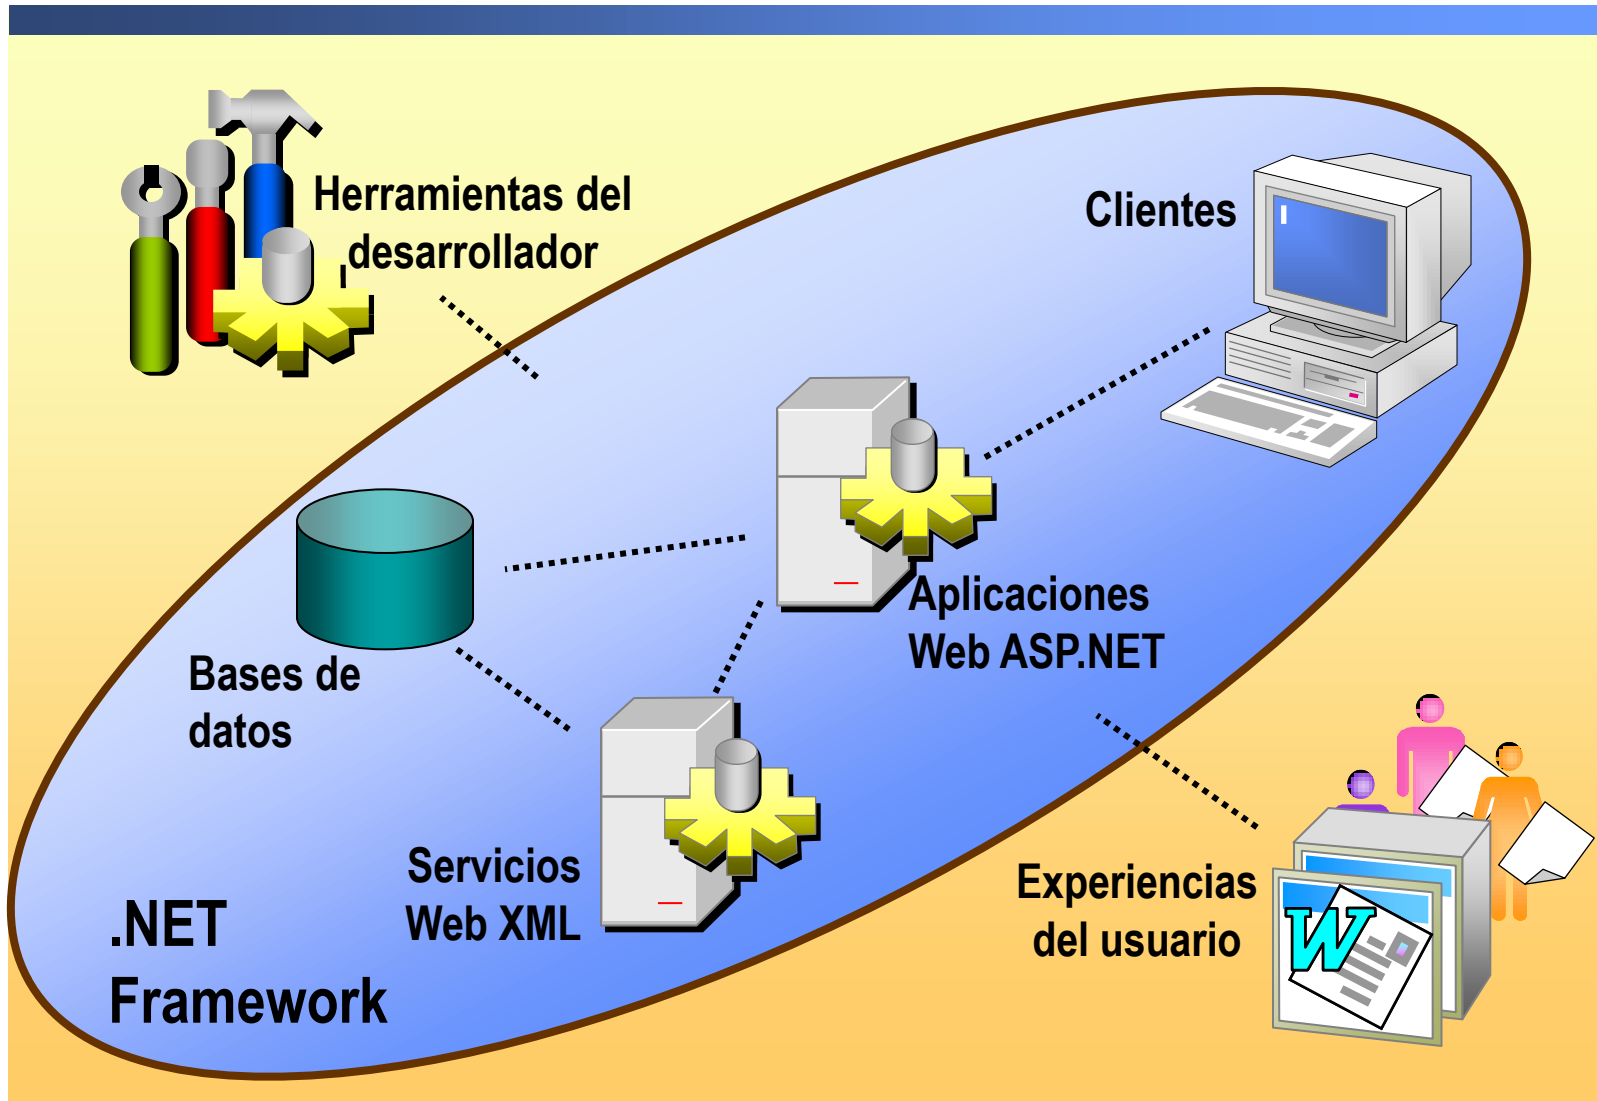 Herramientas del
desarrollador
Clientes
Aplicaciones
Web ASP.NET
Bases de
datos
Servicios
Web XML
.NET
Framework
Experiencias
del usuario
W